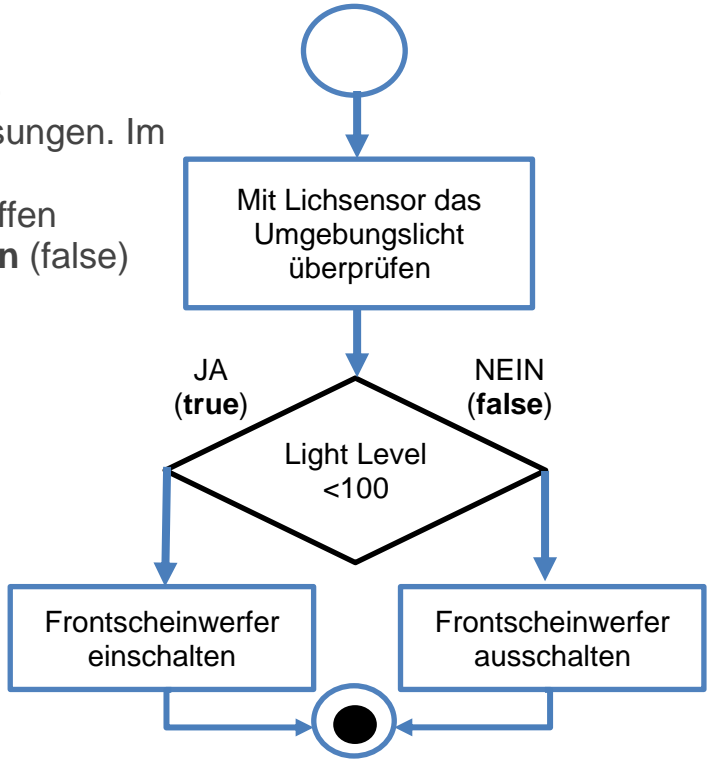 sungen. Im
ffen
n (false)
Mit Lichsensor das
Umgebungslicht
überprüfen
JA
(true)
NEIN
(false)
Light Level
<100
Frontscheinwerfer
einschalten
Frontscheinwerfer
ausschalten